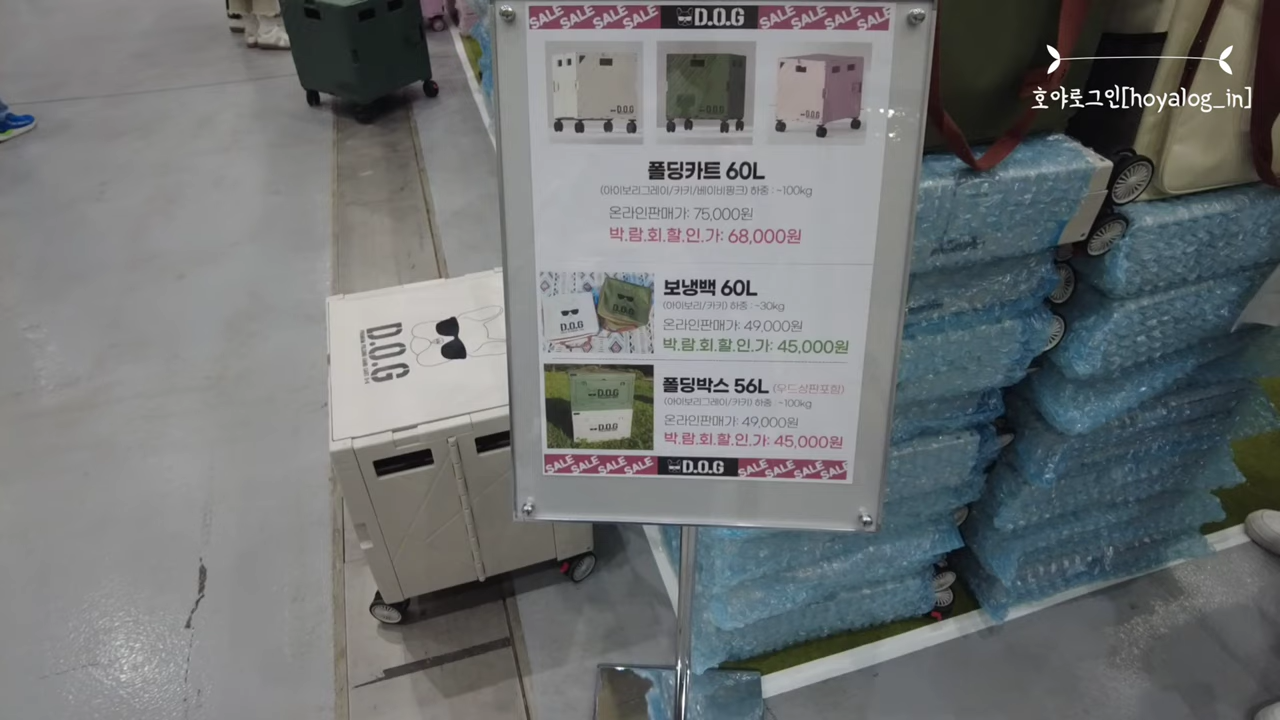 SALE SALE SALE SALE D.O.G SALE SALE SALE SALE
호야로그인[hoyalog_in]
폴딩카트 60L
(아이보리그레이/카키/베이비핑크) 하중 : ~100kg
온라인판매가: 75,000원
박.람.회.할.인.가: 68,000원
보냉백 60L
(아이보리/카키) 하중 : ~30kg
온라인판매가: 49,000원
박.람.회.할.인.가: 45,000원
폴딩박스 56L (우드상판포함)
(아이보리그레이/카키) 하중 : ~100kg
온라인판매가: 49,000원
박.람.회.할.인.가: 45,000원
SALE SALE SALE SALE D.O.G SALE SALE SALE SALE
D.O.G
D.O.G
D.O.G
D.O.G